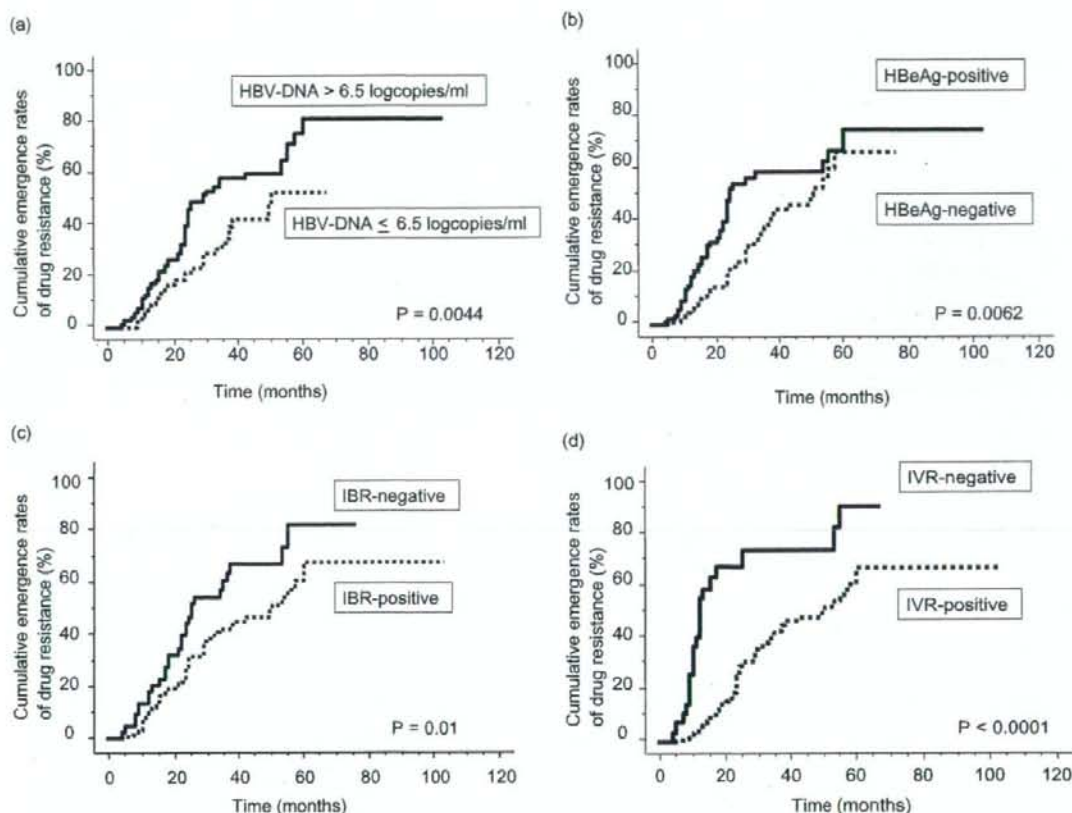 (a)
100
80
60
40
20
0
Cumulative emergence rates
of drug resistance (%)
HBV-DNA > 6.5 logcopies/ml
HBV-DNA ≤ 6.5 logcopies/ml
P = 0.0044
0 20 40 60 80 100 120
Time (months)
(b)
100
80
60
40
20
0
Cumulative emergence rates
of drug resistance (%)
HBeAg-positive
HBeAg-negative
P = 0.0062
0 20 40 60 80 100 120
Time (months)
(c)
100
80
60
40
20
0
Cumulative emergence rates
of drug resistance (%)
IBR-negative
IBR-positive
P = 0.01
0 20 40 60 80 100 120
Time (months)
(d)
100
80
60
40
20
0
Cumulative emergence rates
of drug resistance (%)
IVR-negative
IVR-positive
P < 0.0001
0 20 40 60 80 100 120
Time (months)